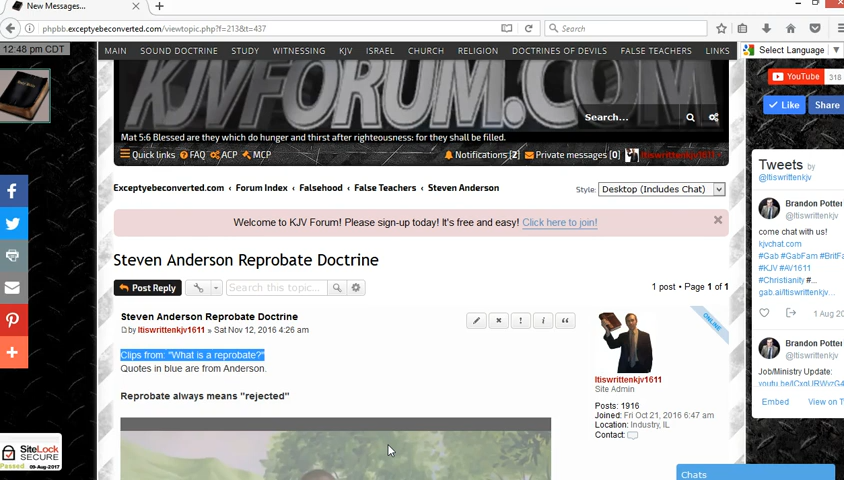 New Messages...
phpbb.exceptyebeconverted.com/viewtopic.php?f=213&t=437
Search
12:48 pm CDT
MAIN SOUND DOCTRINE STUDY WITNESSING KJV ISRAEL CHURCH RELIGION DOCTRINES OF DEVILS FALSE TEACHERS LINKS
Select Language
KJVFORUM.COM
Search...
YouTube 318
Like Share
Mat 5:6 Blessed are they which do hunger and thirst after righteousness: for they shall be filled.
Quick links FAQ ACP MCP Notifications [2] Private messages [0] Itiswrittenkjv1611
Exceptyebeconverted.com ‹ Forum Index ‹ Falsehood ‹ False Teachers ‹ Steven Anderson
Style: Desktop (Includes Chat)
Welcome to KJV Forum! Please sign-up today! It's free and easy! Click here to join!
Steven Anderson Reprobate Doctrine
Post Reply
Search this topic...
1 post • Page 1 of 1
Steven Anderson Reprobate Doctrine
by Itiswrittenkjv1611 » Sat Nov 12, 2016 4:26 am
Clips from: "What is a reprobate?"
Quotes in blue are from Anderson.
Reprobate always means "rejected"
ONLINE
Itiswrittenkjv1611
Site Admin
Posts: 1916
Joined: Fri Oct 21, 2016 6:47 am
Location: Industry, IL
Contact:
Tweets by
@Itiswrittenkjv
Brandon Potter
@Itiswrittenkjv
come chat with us!
kjvchat.com
#Gab #GabFam #BritF
#KJV #AV1611
#Christianity #...
gab.ai/Itiswrittenkjv...
1 Aug 20
Brandon Potter
@Itiswrittenkjv
Job/Ministry Update:
Embed View on T
SiteLock
SECURE
Passed 09-Aug-2017
Chats